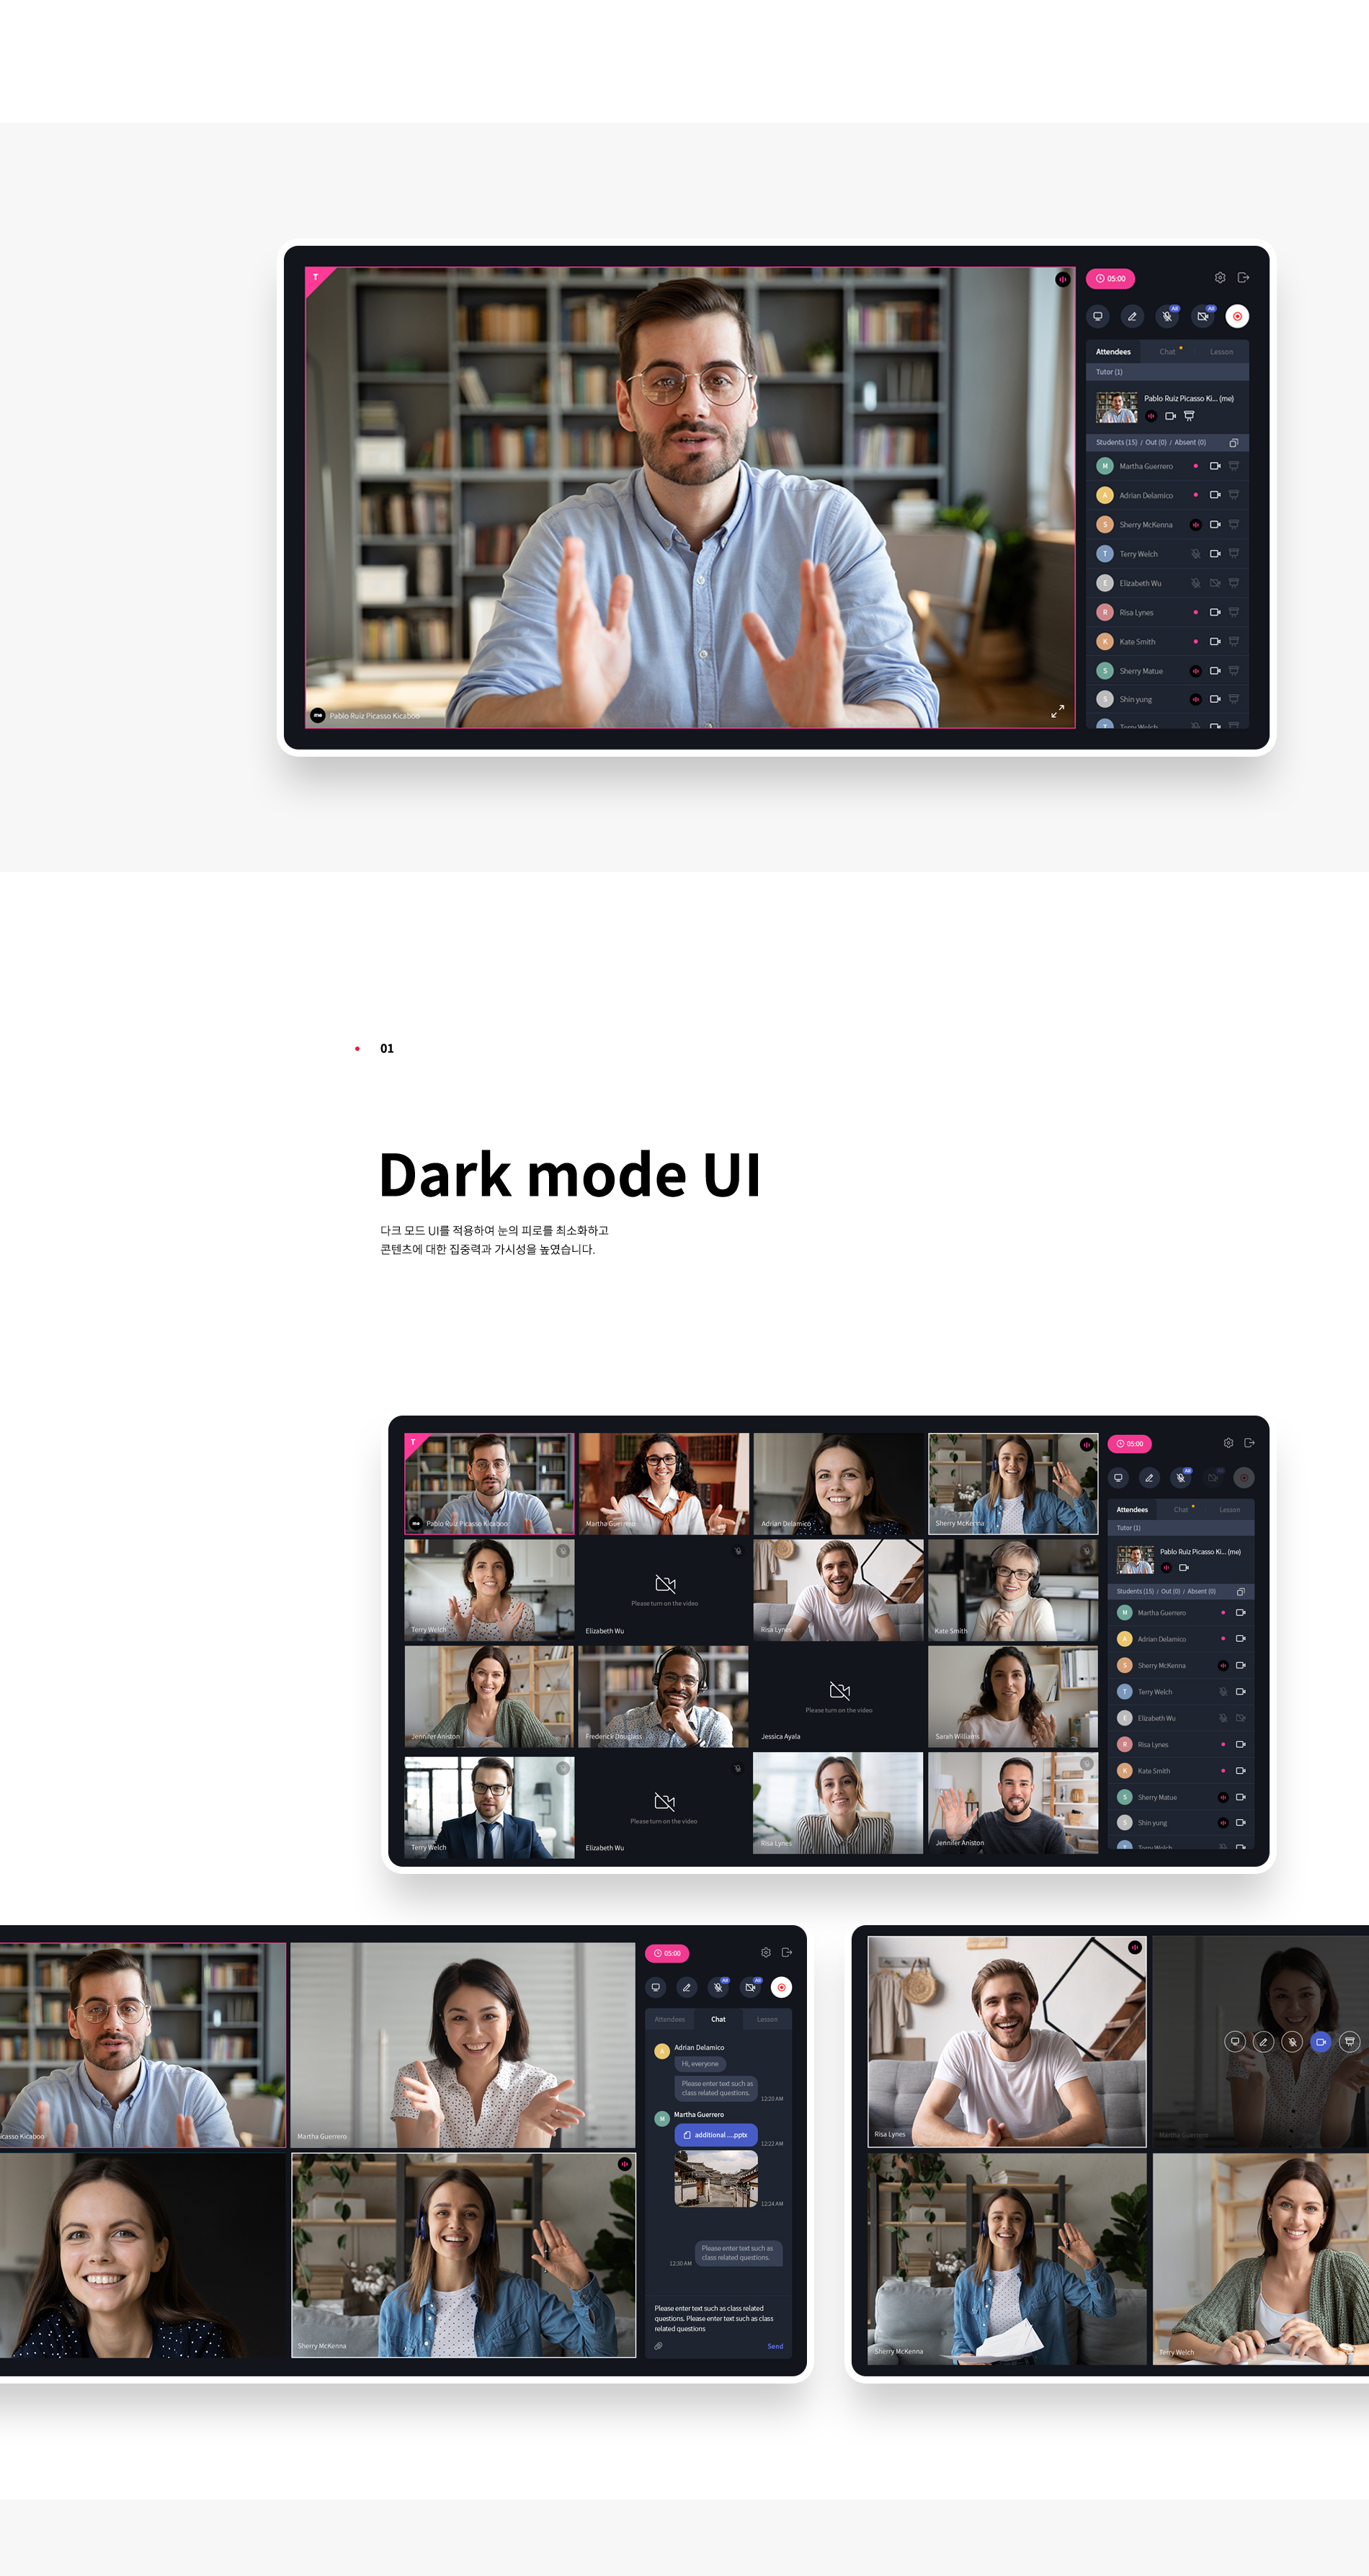 T
me Pablo Ruiz Picasso Kicaboo
05:00
All
All
Attendees Chat Lesson
Tutor (1)
Pablo Ruiz Picasso Ki... (me)
Students (15) / Out (0) / Absent (0)
M Martha Guerrero
A Adrian Delamico
S Sherry McKenna
T Terry Welch
E Elizabeth Wu
R Risa Lynes
K Kate Smith
S Sherry Matue
S Shin yung
T Terry Welch
01
Dark mode UI
다크 모드 UI를 적용하여 눈의 피로를 최소화하고
콘텐츠에 대한 집중력과 가시성을 높였습니다.
T
me Pablo Ruiz Picasso Kicaboo
Martha Guerrero
Adrian Delamico
Sherry McKenna
Terry Welch
Please turn on the video
Elizabeth Wu
Risa Lynes
Kate Smith
Jennifer Aniston
Frederick Douglass
Please turn on the video
Jessica Ayala
Sarah Williams
Terry Welch
Please turn on the video
Elizabeth Wu
Risa Lynes
Jennifer Aniston
05:00
All
Attendees Chat Lesson
Tutor (1)
Pablo Ruiz Picasso Ki... (me)
Students (15) / Out (0) / Absent (0)
M Martha Guerrero
A Adrian Delamico
S Sherry McKenna
T Terry Welch
E Elizabeth Wu
R Risa Lynes
K Kate Smith
S Sherry Matue
S Shin yung
T Terry Welch
icasso Kicaboo
Martha Guerrero
Sherry McKenna
05:00
All
All
Attendees Chat Lesson
A Adrian Delamico
Hi, everyone
Please enter text such as
class related questions.
12:20 AM
M Martha Guerrero
additional ...pptx
12:22 AM
12:24 AM
Please enter text such as
class related questions.
12:30 AM
Please enter text such as class related
questions. Please enter text such as class
related questions
Send
Risa Lynes
Martha Guerrero
Sherry McKenna
Terry Welch